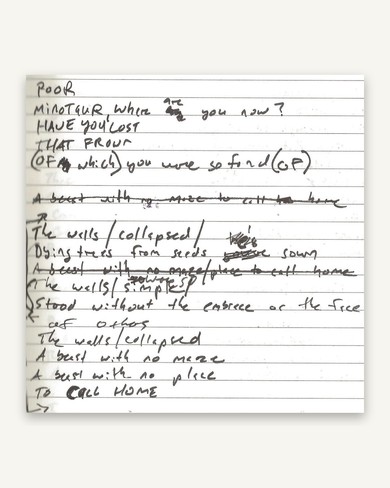 POOR
MINOTAUR, where are you now?
HAVE YOU LOST
THAT FROWN
(OF which) you were so fond (OF)
A beast with no maze to call home
The walls / collapsed /
Dying trees from seeds he's sown
A beast with no maze/place to call home
The walls / simple /
Stood without the embrace or the face
of others
The walls / collapsed
A beast with no maze
A beast with no place
TO CALL HOME